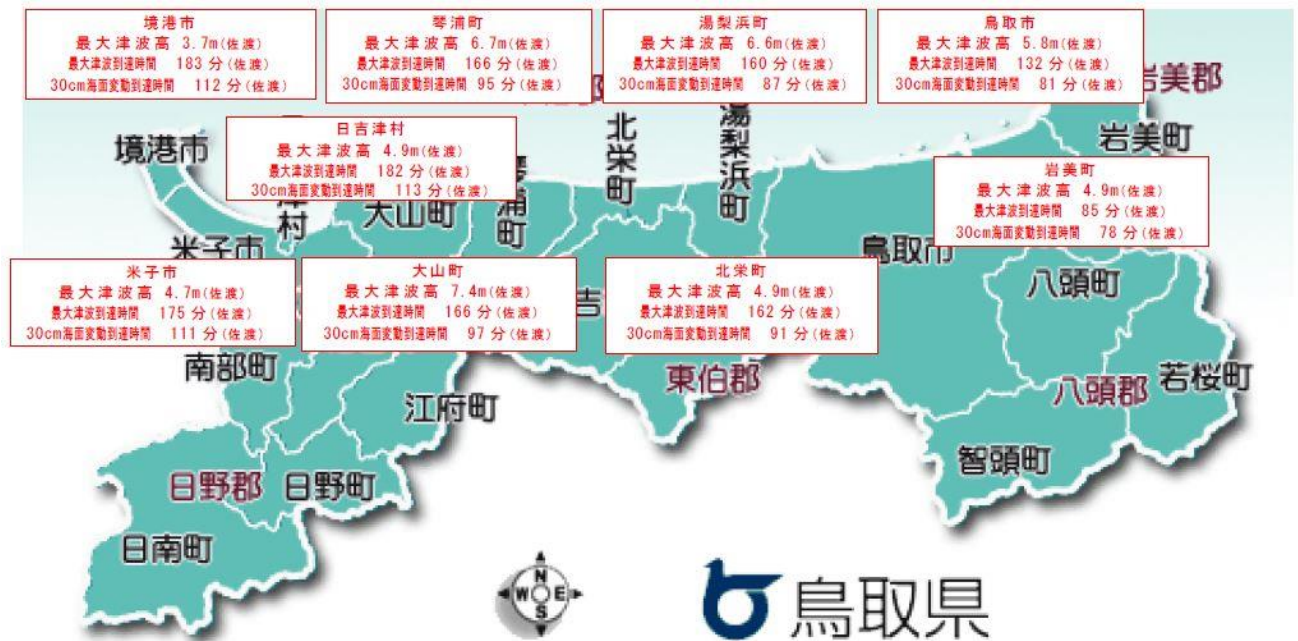 境港市
最大津波高 3.7m(佐渡)
最大津波到達時間 183 分(佐渡)
30cm海面変動到達時間 112 分(佐渡)
琴浦町
最大津波高 6.7m(佐渡)
最大津波到達時間 166 分(佐渡)
30cm海面変動到達時間 95 分(佐渡)
湯梨浜町
最大津波高 6.6m(佐渡)
最大津波到達時間 160 分(佐渡)
30cm海面変動到達時間 87 分(佐渡)
鳥取市
最大津波高 5.8m(佐渡)
最大津波到達時間 132 分(佐渡)
30cm海面変動到達時間 81 分(佐渡)
岩美郡
境港市
日吉津村
最大津波高 4.9m(佐渡)
最大津波到達時間 182 分(佐渡)
30cm海面変動到達時間 113 分(佐渡)
北栄町
湯梨浜町
岩美町
岩美町
最大津波高 4.9m(佐渡)
最大津波到達時間 85 分(佐渡)
30cm海面変動到達時間 78 分(佐渡)
津村
米子市
大山町
浦町
鳥取市
八頭町
米子市
最大津波高 4.7m(佐渡)
最大津波到達時間 175 分(佐渡)
30cm海面変動到達時間 111 分(佐渡)
大山町
最大津波高 7.4m(佐渡)
最大津波到達時間 166 分(佐渡)
30cm海面変動到達時間 97 分(佐渡)
吉
北栄町
最大津波高 4.9m(佐渡)
最大津波到達時間 162 分(佐渡)
30cm海面変動到達時間 91 分(佐渡)
南部町
江府町
東伯郡
八頭郡
若桜町
智頭町
日野郡
日野町
日南町
N
W E
S
鳥取県